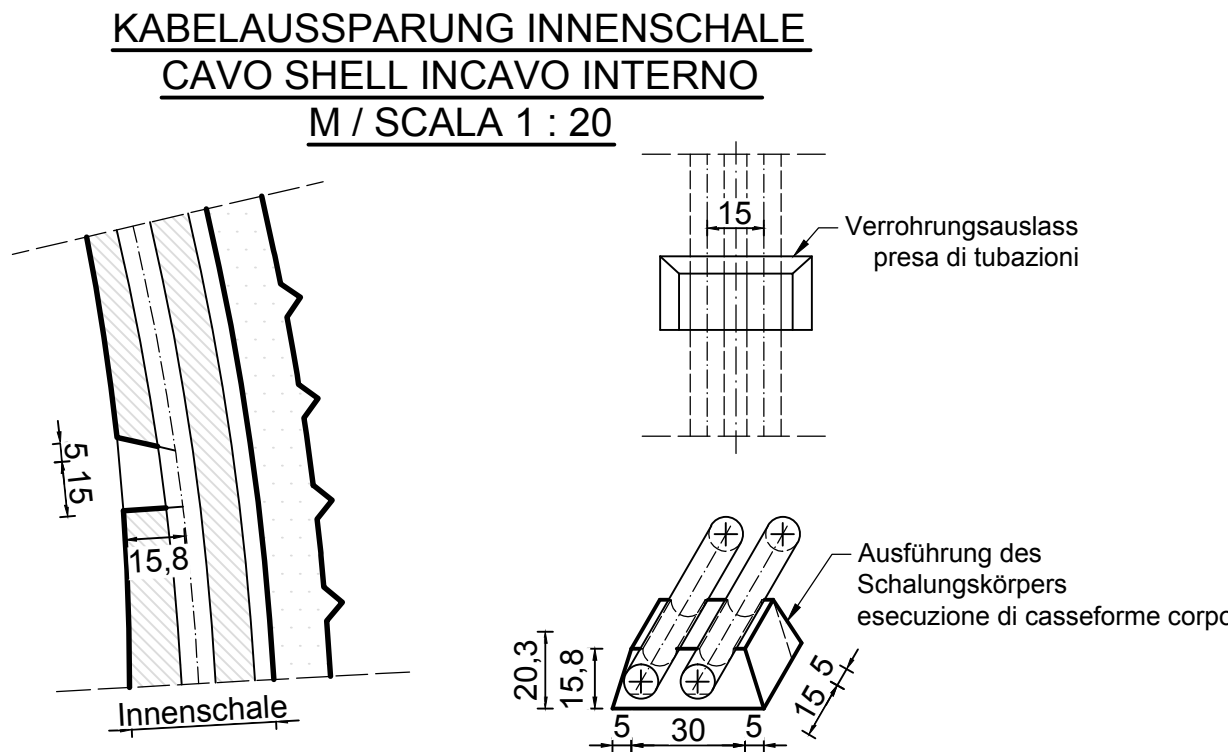 KABELAUSSPARUNG INNENSCHALE
CAVO SHELL INCAVO INTERNO
M / SCALA 1 : 20
15
Verrohrungsauslass
presa di tubazioni
5
15
15,8
Innenschale
Ausführung des
Schalungskörpers
esecuzione di casseforme corpo
20,3
15,8
5
30
5
15
5